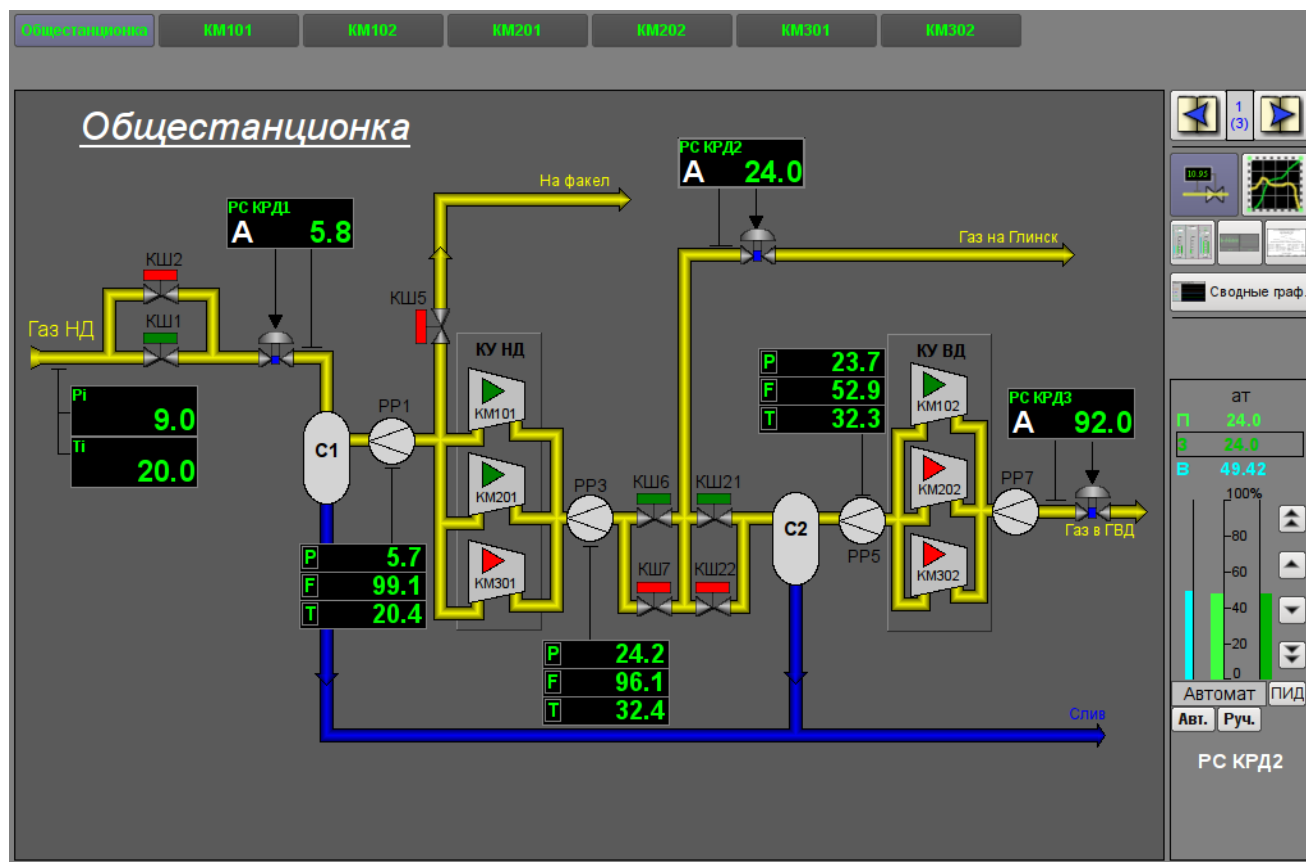 Общестанционка КМ101 КМ102 КМ201 КМ202 КМ301 КМ302
Общестанционка
1
(3)
10.95
Сводные граф.
РС КРД2
А 24.0
На факел
Газ на Глинск
РС КРД1
А 5.8
КШ2
КШ1
КШ5
Газ НД
Pi
9.0
Ti
20.0
С1
РР1
P 5.7
F 99.1
T 20.4
КУ НД
КМ101
КМ201
КМ301
РР3
P 24.2
F 96.1
T 32.4
КШ6 КШ21
КШ7 КШ22
С2
P 23.7
F 52.9
T 32.3
РР5
КУ ВД
КМ102
КМ202
КМ302
РР7
РС КРД3
А 92.0
Газ в ГВД
Слив
ат
П 24.0
З 24.0
В 49.42
100%
80
60
40
20
0
Автомат ПИД
Авт. Руч.
РС КРД2